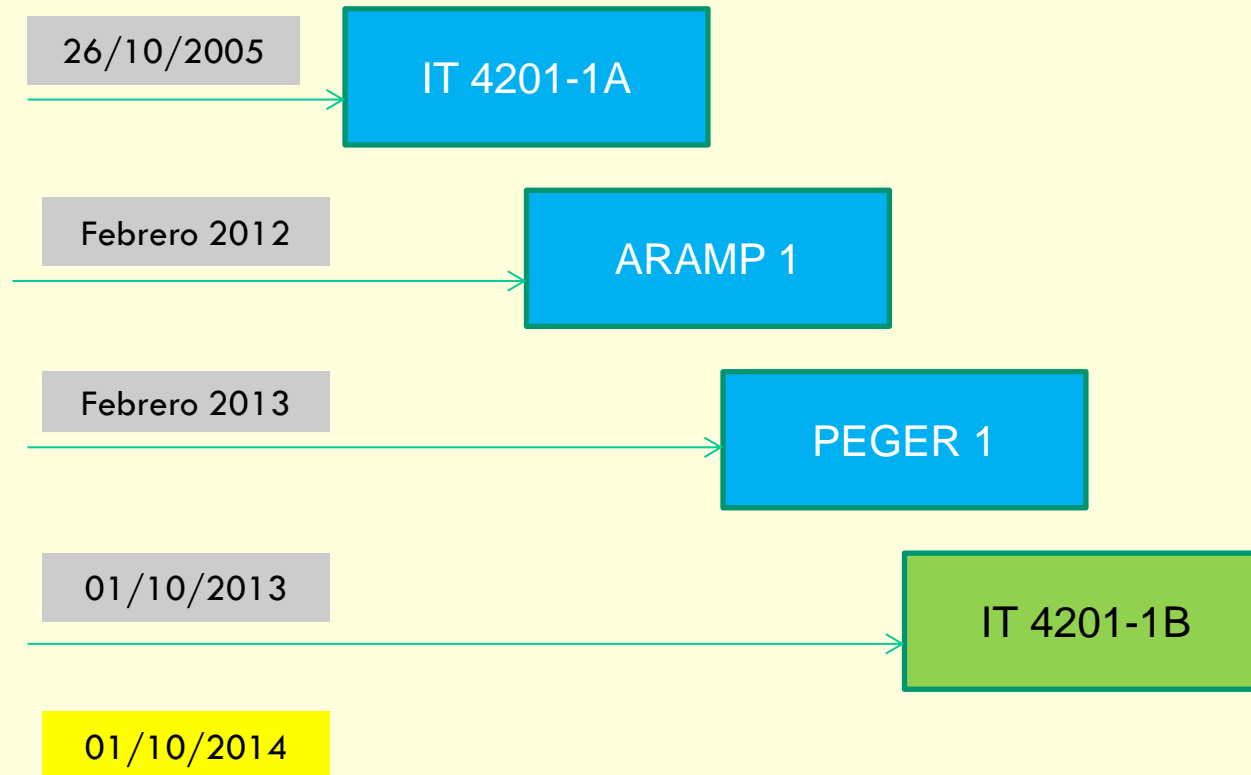 26/10/2005
IT 4201-1A
Febrero 2012
ARAMP 1
Febrero 2013
PEGER 1
01/10/2013
IT 4201-1B
01/10/2014